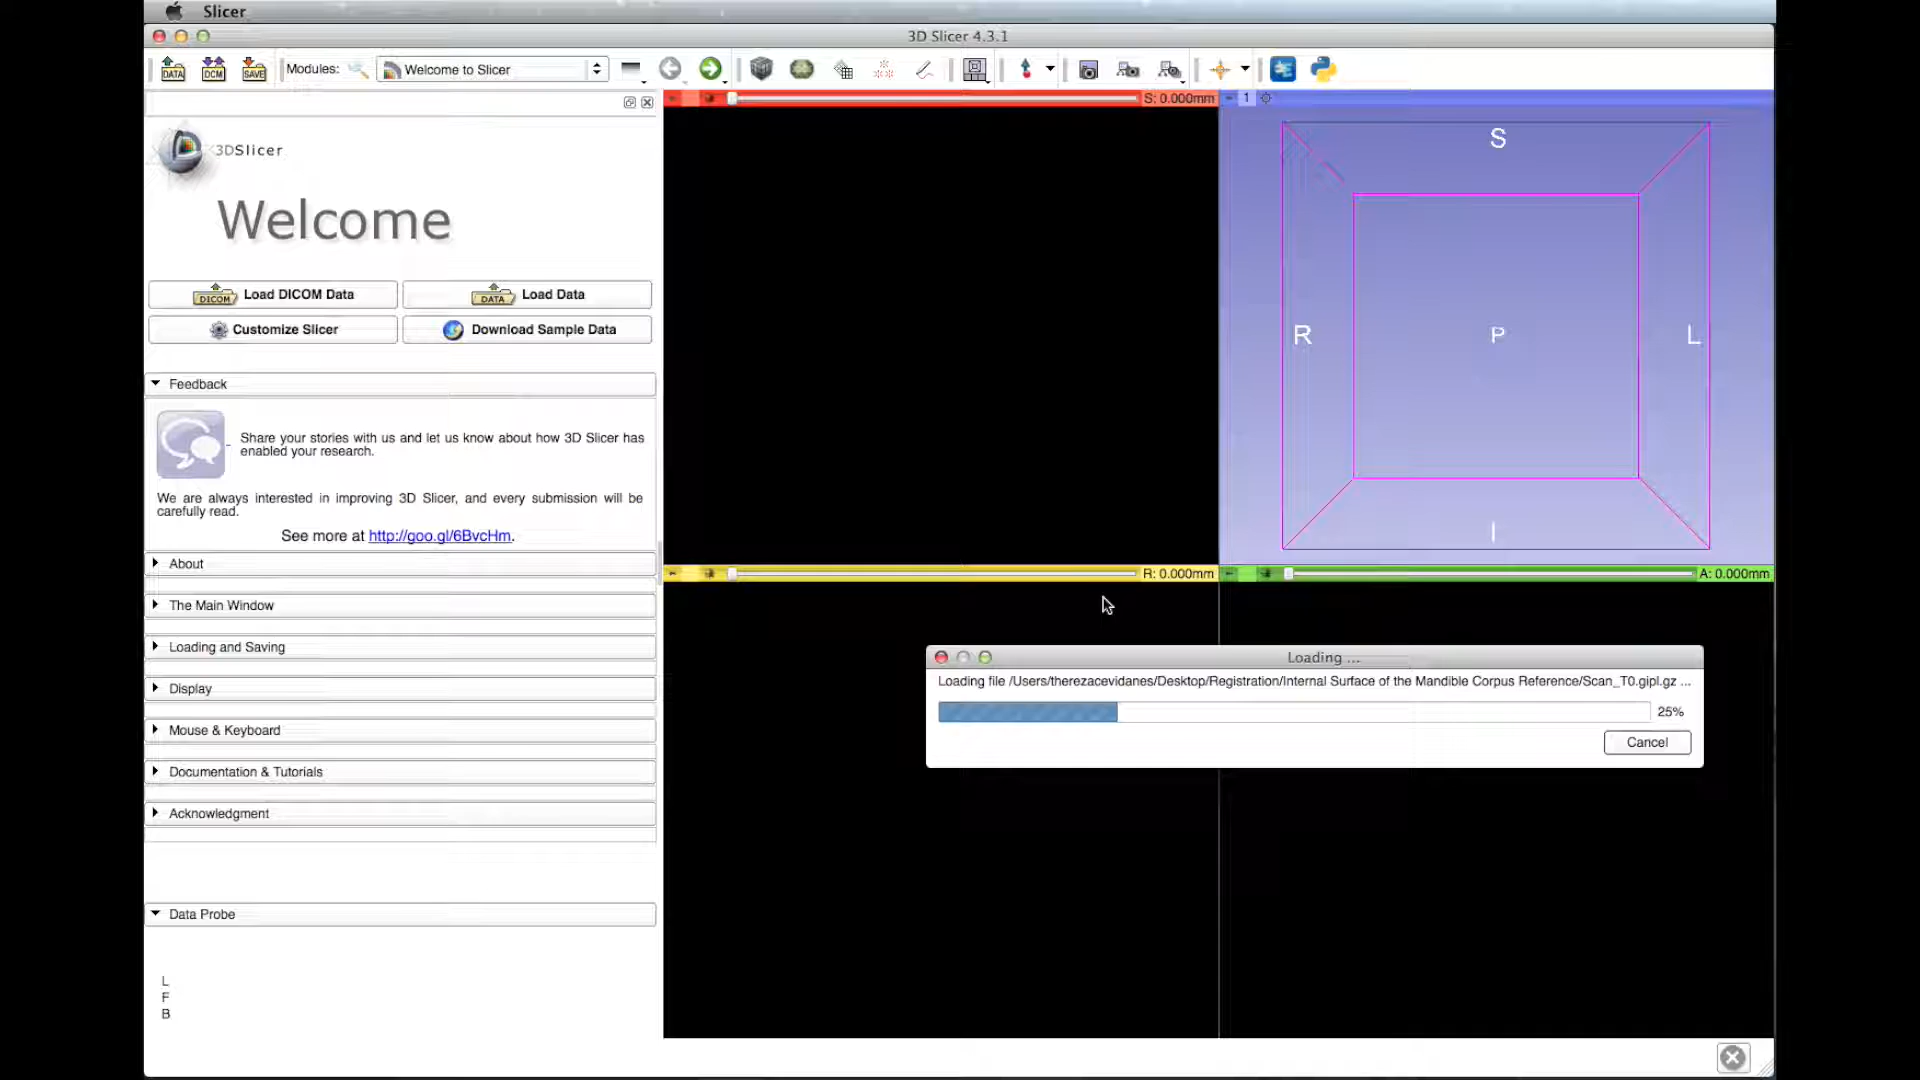 Slicer
3D Slicer 4.3.1
DATA
DCM
SAVE
Modules:
Welcome to Slicer
S: 0.000mm
1
3DSlicer
Welcome
S
R
P
L
I
DICOM Load DICOM Data
DATA Load Data
Customize Slicer
Download Sample Data
Feedback
Share your stories with us and let us know about how 3D Slicer has
enabled your research.
We are always interested in improving 3D Slicer, and every submission will be
carefully read.
See more at http://goo.gl/6BvcHm.
About
R: 0.000mm
A: 0.000mm
The Main Window
Loading and Saving
Loading ...
Loading file /Users/therezacevidanes/Desktop/Registration/Internal Surface of the Mandible Corpus Reference/Scan_T0.gipl.gz ...
25%
Cancel
Display
Mouse & Keyboard
Documentation & Tutorials
Acknowledgment
Data Probe
L
F
B